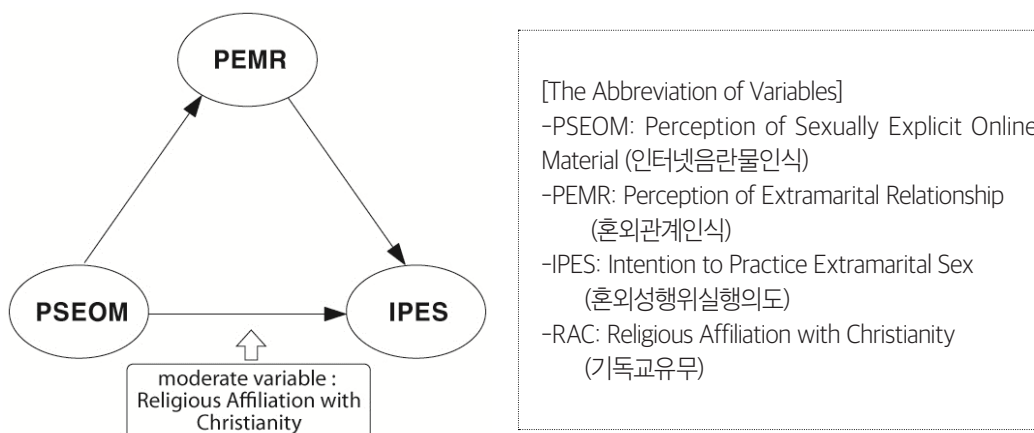 PEMR
PSEOM
IPES
moderate variable :
Religious Affiliation with
Christianity
[The Abbreviation of Variables]
-PSEOM: Perception of Sexually Explicit Online
Material (인터넷음란물인식)
-PEMR: Perception of Extramarital Relationship
(혼외관계인식)
-IPES: Intention to Practice Extramarital Sex
(혼외성행위실행의도)
-RAC: Religious Affiliation with Christianity
(기독교유무)